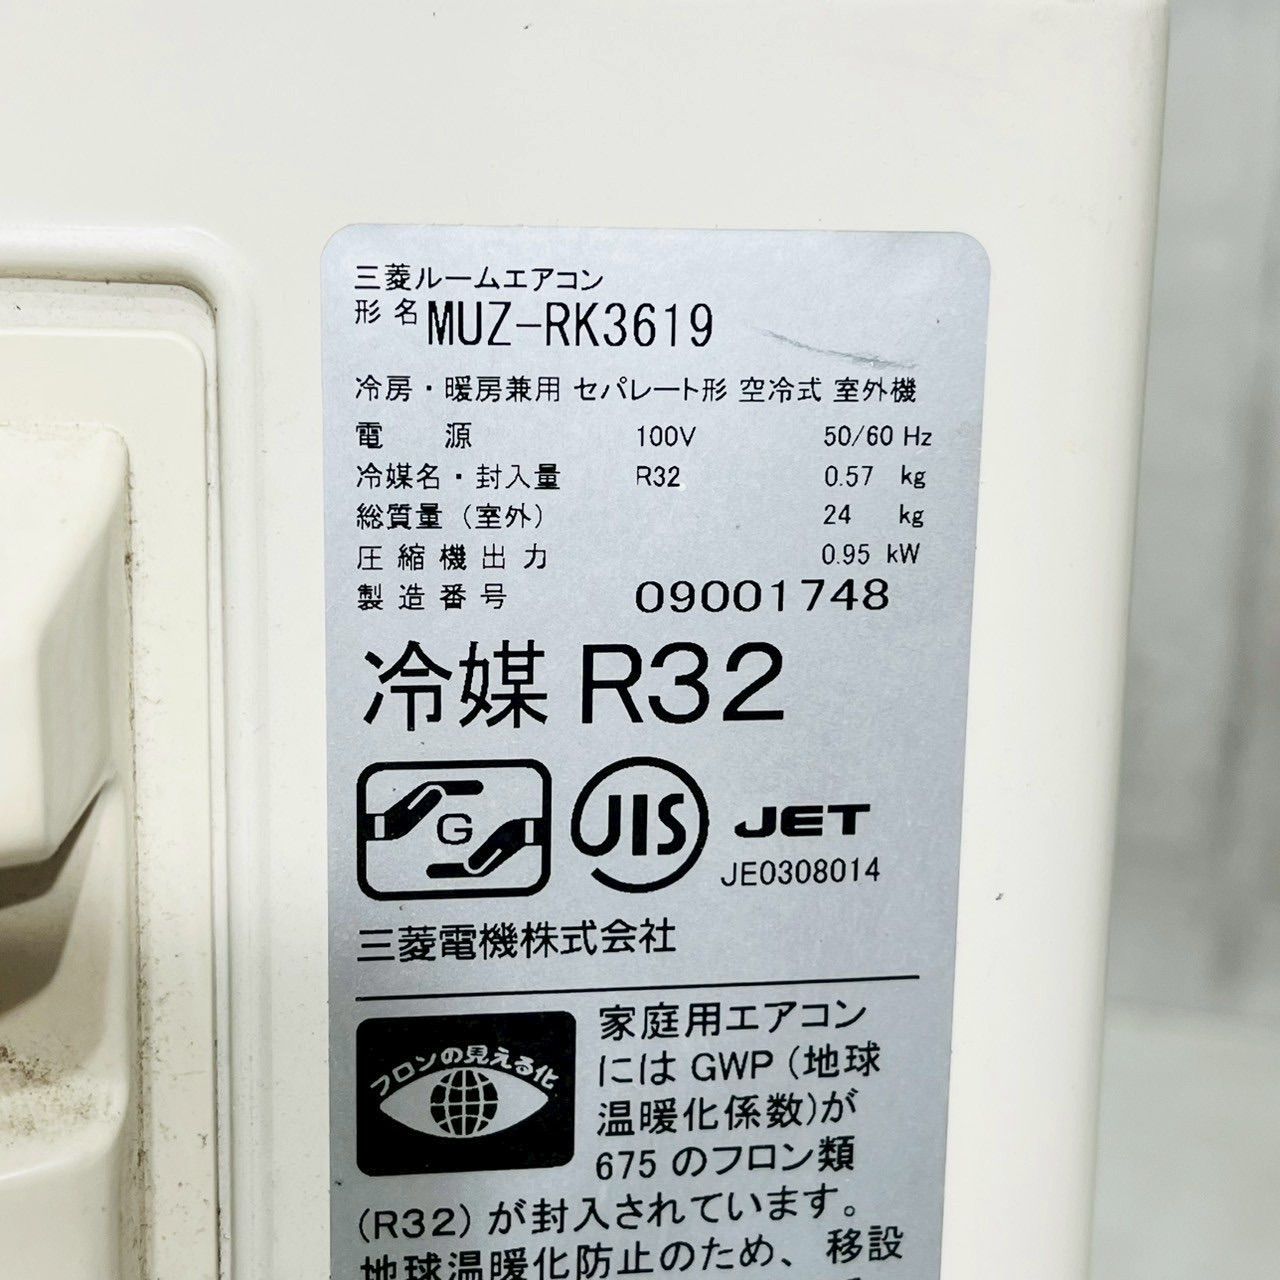 三菱ルームエアコン
形名 MUZ-RK3619
冷房・暖房兼用 セパレート形 空冷式 室外機
電源 100V 50/60 Hz
冷媒名・封入量 R32 0.57 kg
総質量(室外) 24 kg
圧縮機出力 0.95 kW
製造番号 09001748
冷媒 R32
G JIS JET
JE0308014
三菱電機株式会社
フロンの見える化
家庭用エアコン
には GWP (地球
温暖化係数)が
675 のフロン類
(R32) が封入されています。
地球温暖化防止のため、移設